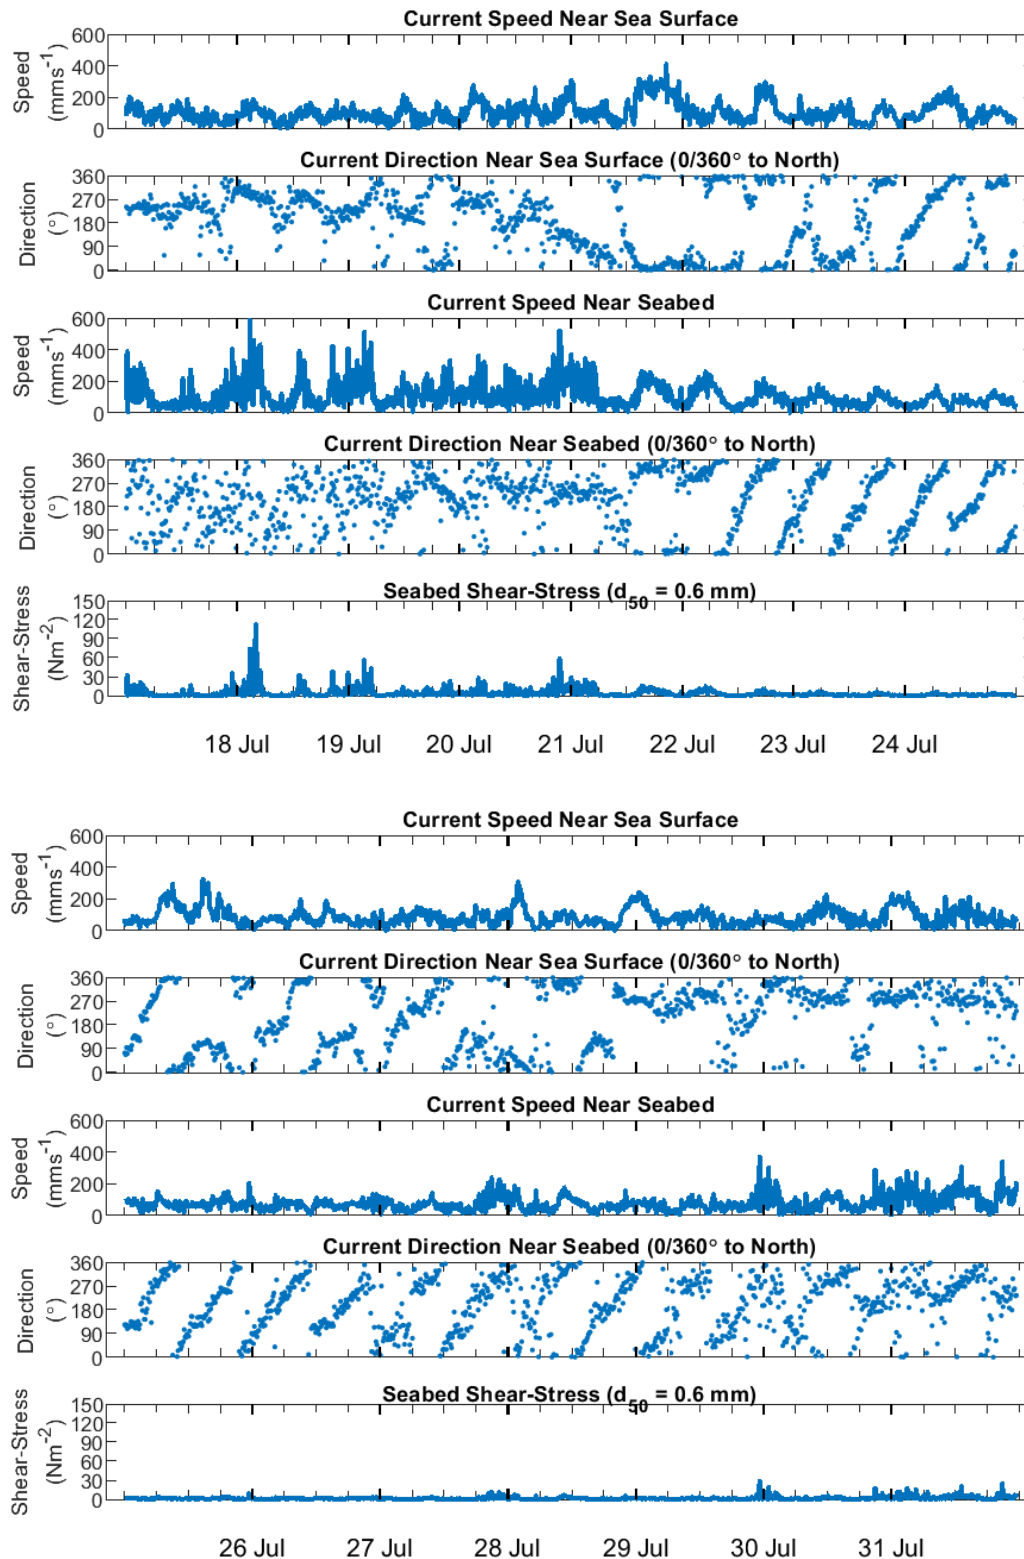 Current Speed Near Sea Surface
Speed
(mms⁻¹)
600
400
200
0
Current Direction Near Sea Surface (0/360° to North)
Direction
(°)
360
270
180
90
0
Current Speed Near Seabed
Speed
(mms⁻¹)
600
400
200
0
Current Direction Near Seabed (0/360° to North)
Direction
(°)
360
270
180
90
0
Seabed Shear-Stress (d₅₀ = 0.6 mm)
Shear-Stress
(Nm⁻²)
150
120
90
60
30
0
18 Jul 19 Jul 20 Jul 21 Jul 22 Jul 23 Jul 24 Jul
Current Speed Near Sea Surface
Speed
(mms⁻¹)
600
400
200
0
Current Direction Near Sea Surface (0/360° to North)
Direction
(°)
360
270
180
90
0
Current Speed Near Seabed
Speed
(mms⁻¹)
600
400
200
0
Current Direction Near Seabed (0/360° to North)
Direction
(°)
360
270
180
90
0
Seabed Shear-Stress (d₅₀ = 0.6 mm)
Shear-Stress
(Nm⁻²)
150
120
90
60
30
0
26 Jul 27 Jul 28 Jul 29 Jul 30 Jul 31 Jul